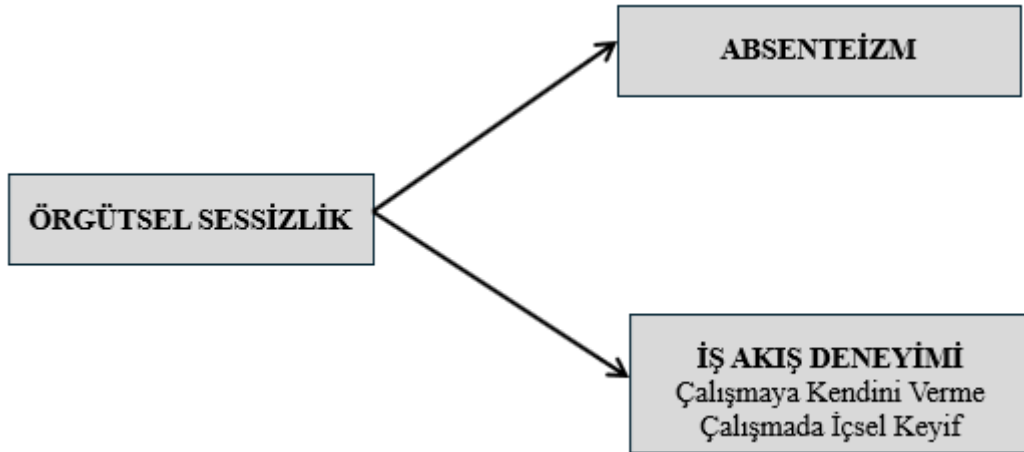 ABSENTEİZM
ÖRGÜTSEL SESSİZLİK
İŞ AKIŞ DENEYİMİ
Çalışmaya Kendini Verme
Çalışmada İçsel Keyif